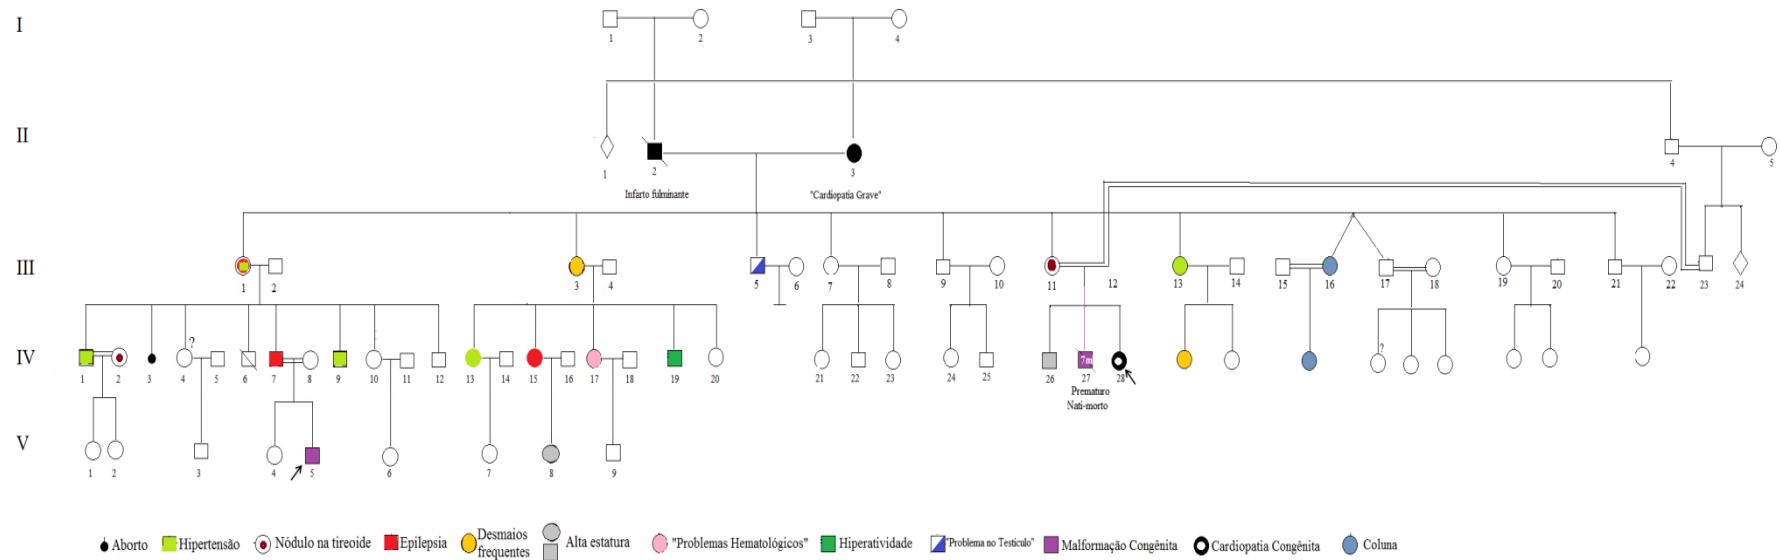 I
1 2 3 4
II
1 2 3 4 5
Infarto fulminante "Cardiopatia Grave"
III
1 2 3 4 5 6 7 8 9 10 11 12 13 14 15 16 17 18 19 20 21 22 23 24
? 7m ?
IV
1 2 3 4 5 6 7 8 9 10 11 12 13 14 15 16 17 18 19 20 21 22 23 24 25 26 27 28
Prematuro
Nati-morto
V
1 2 3 4 5 6 7 8 9
Aborto Hipertensão Nódulo na tireoide Epilepsia Desmaios frequentes Alta estatura "Problemas Hematológicos" Hiperatividade "Problema no Testículo" Malformação Congênita Cardiopatia Congênita Coluna